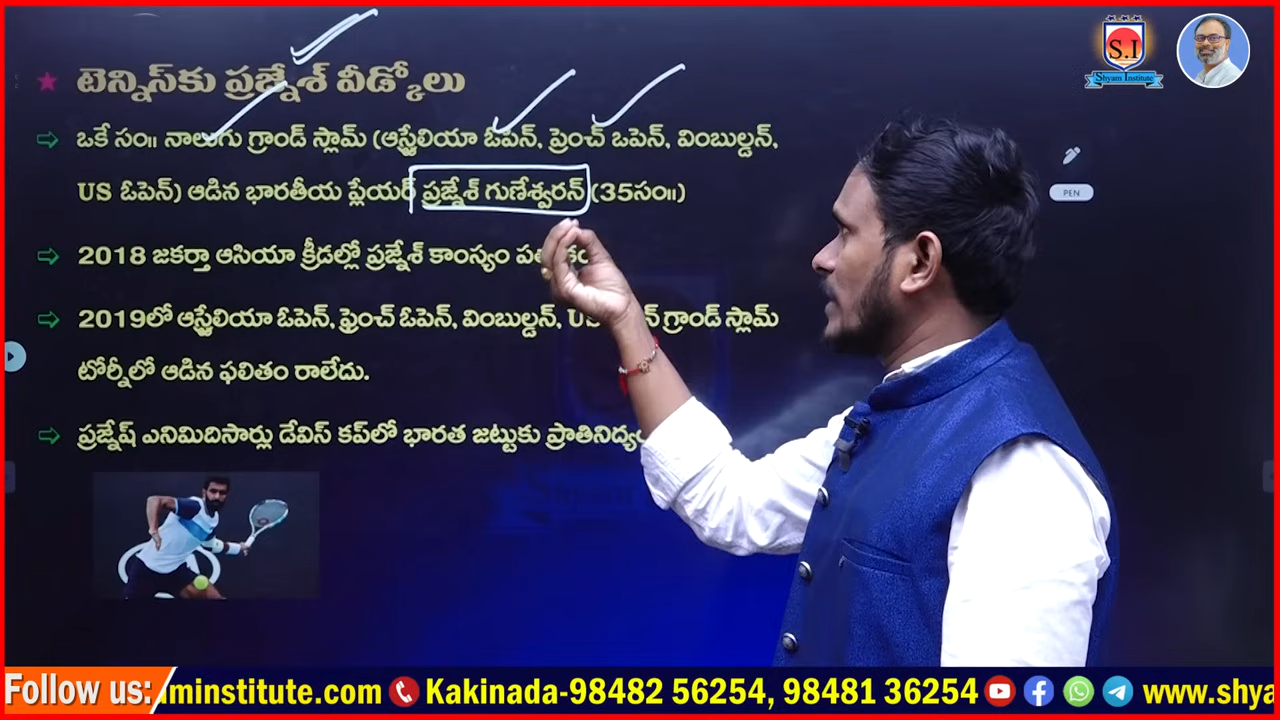 S.I
Shyam Institute
టెన్నిస్‌కు ప్రజ్నేశ్ వీడ్కోలు
⇨ ఒకే సం॥ నాలుగు గ్రాండ్ స్లామ్ (ఆస్ట్రేలియా ఓపెన్, ఫ్రెంచ్ ఒపెన్, వింబుల్డన్,
US ఓపెన్) ఆడిన భారతీయ ప్లేయర్ ప్రజ్నేశ్ గుణేశ్వరన్ (35సం॥)
PEN
⇨ 2018 జకర్తా ఆసియా క్రీడల్లో ప్రజ్నేశ్ కాంస్యం
⇨ 2019లో ఆస్ట్రేలియా ఓపెన్, ఫ్రెంచ్ ఓపెన్, వింబుల్డన్, గ్రాండ్ స్లామ్
టోర్నీలో ఆడిన ఫలితం రాలేదు.
⇨ ప్రజ్నేష్ ఎనిమిదిసార్లు డేవిస్ కప్‌లో భారత జట్టుకు
Follow us: minstitute.com Kakinada-98482 56254, 98481 36254 www.shya